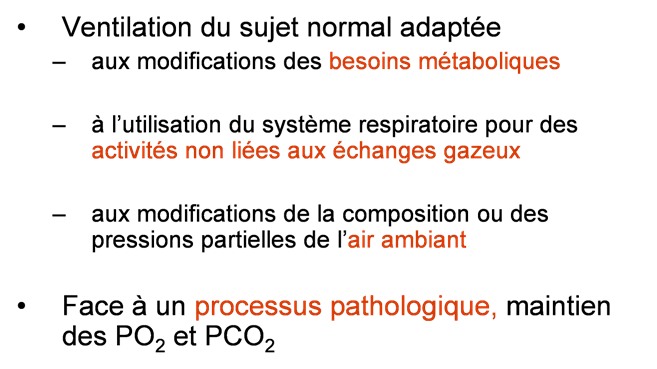 • Ventilation du sujet normal adaptée
– aux modifications des besoins métaboliques
– à l’utilisation du système respiratoire pour des
activités non liées aux échanges gazeux
– aux modifications de la composition ou des
pressions partielles de l’air ambiant
• Face à un processus pathologique, maintien
des PO₂ et PCO₂